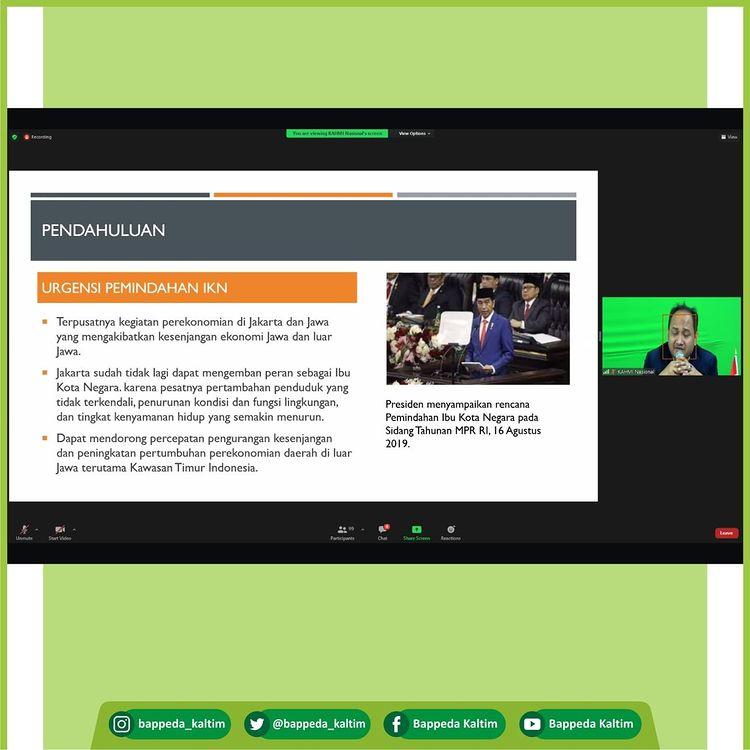 Recording
You are viewing KAHMI Nasional's screen
View Options
View
PENDAHULUAN
URGENSI PEMINDAHAN IKN
Terpusatnya kegiatan perekonomian di Jakarta dan Jawa
yang mengakibatkan kesenjangan ekonomi Jawa dan luar
Jawa.
Jakarta sudah tidak lagi dapat mengemban peran sebagai Ibu
Kota Negara. karena pesatnya pertambahan penduduk yang
tidak terkendali, penurunan kondisi dan fungsi lingkungan,
dan tingkat kenyamanan hidup yang semakin menurun.
Dapat mendorong percepatan pengurangan kesenjangan
dan peningkatan pertumbuhan perekonomian daerah di luar
Jawa terutama Kawasan Timur Indonesia.
Presiden menyampaikan rencana
Pemindahan Ibu Kota Negara pada
Sidang Tahunan MPR RI, 16 Agustus
2019.
KAHMI Nasional
Unmute
Start Video
Participants
Chat
Share Screen
Reactions
Leave
bappeda_kaltim
@bappeda_kaltim
Bappeda Kaltim
Bappeda Kaltim